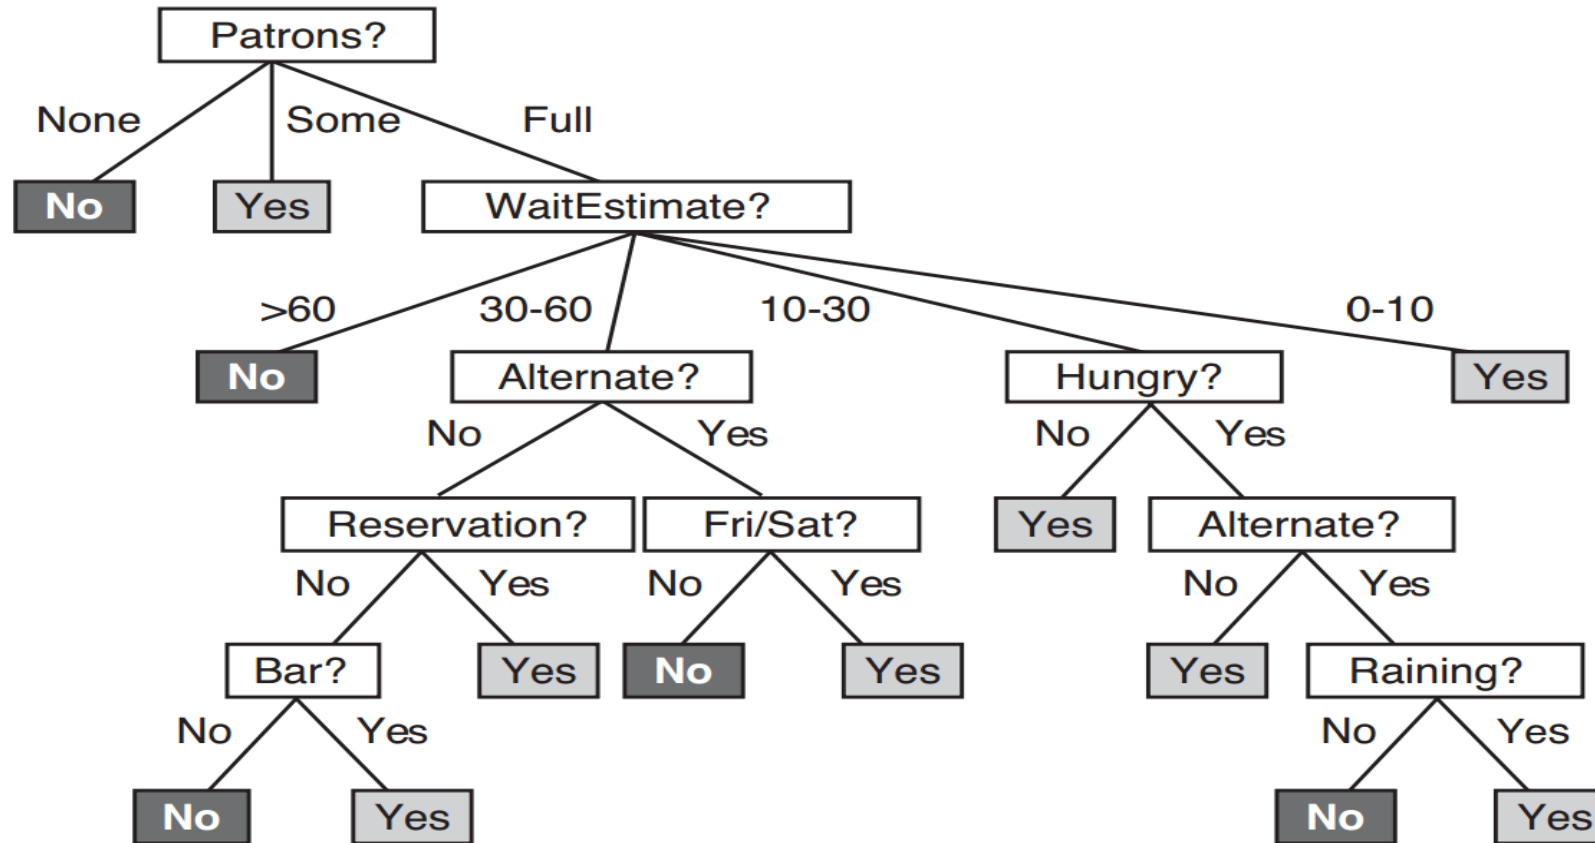 Patrons?
None Some Full
No Yes WaitEstimate?
>60 30-60 10-30 0-10
No Alternate? Hungry? Yes
No Yes No Yes
Reservation? Fri/Sat? Yes Alternate?
No Yes No Yes No Yes
Bar? Yes No Yes Yes Raining?
No Yes No Yes
No Yes No Yes